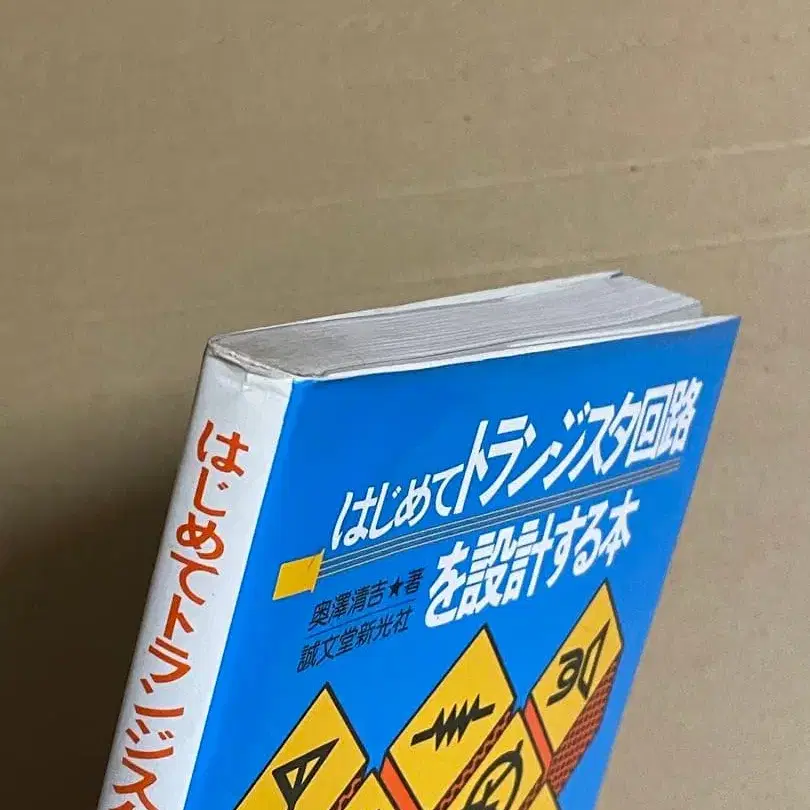 はじめてトランジスタ回路
を設計する本
奥澤清吉★著
誠文堂新光社
はじめてトランジスタ